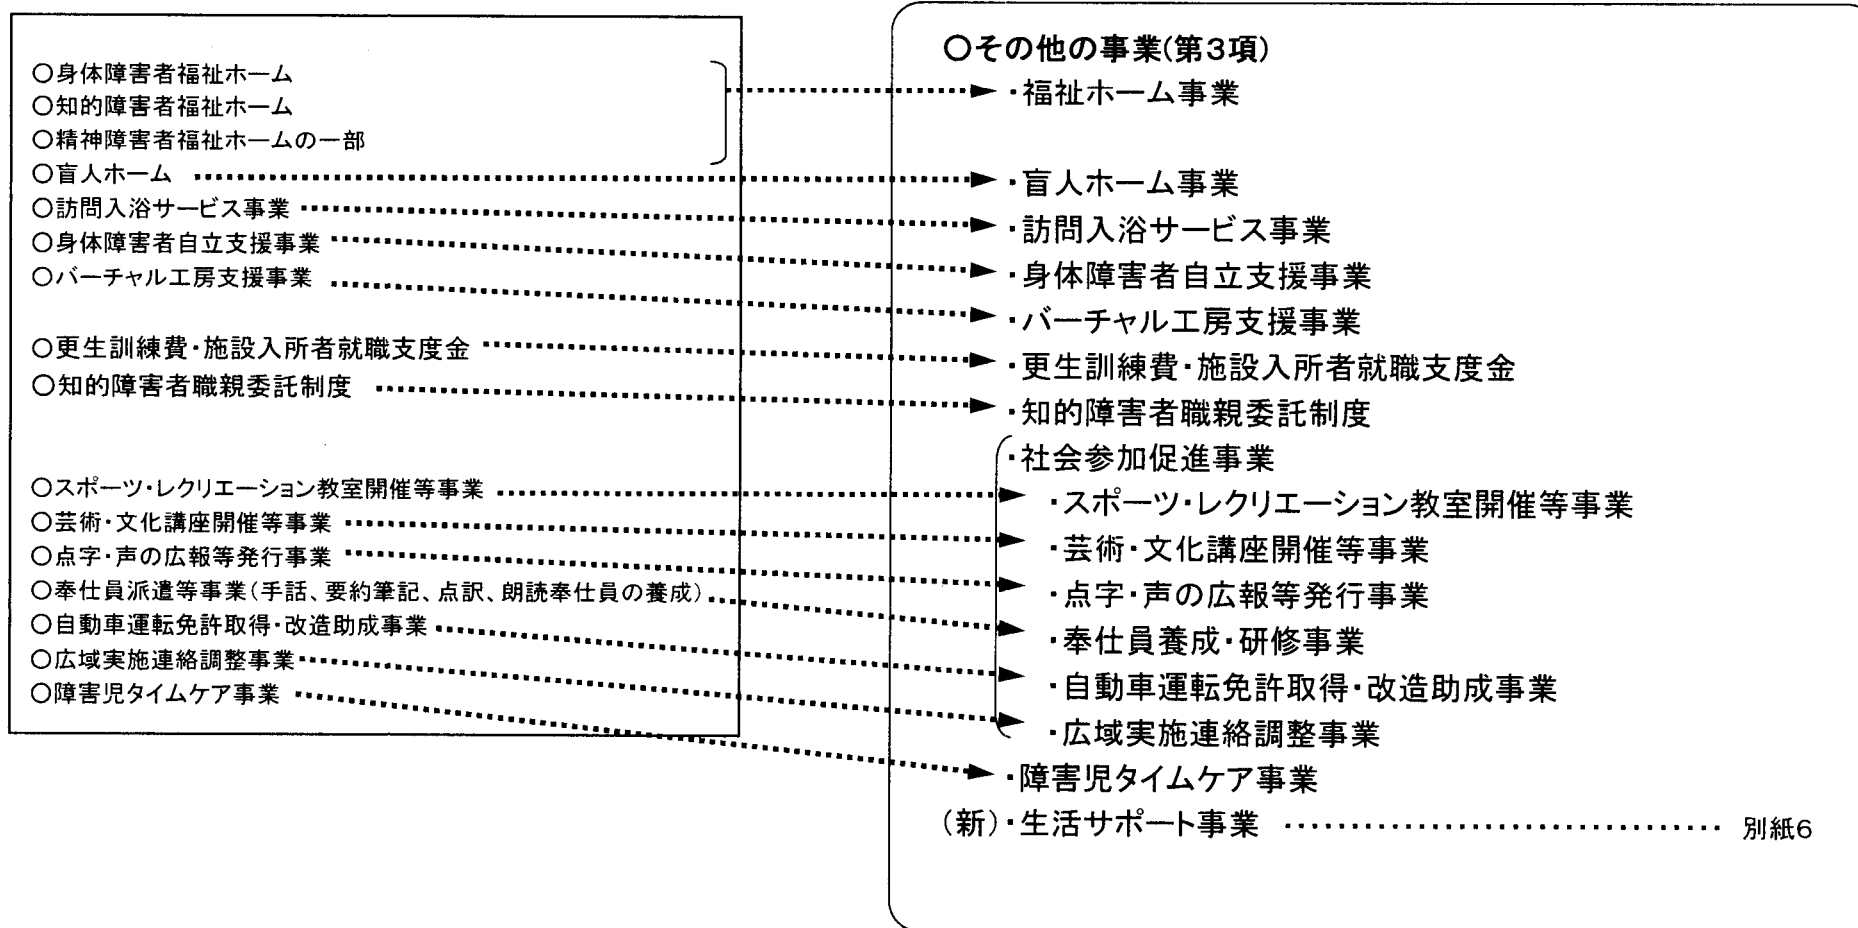 ○身体障害者福祉ホーム
○知的障害者福祉ホーム
○精神障害者福祉ホームの一部
○盲人ホーム
○訪問入浴サービス事業
○身体障害者自立支援事業
○バーチャル工房支援事業
○更生訓練費・施設入所者就職支度金
○知的障害者職親委託制度
○スポーツ・レクリエーション教室開催等事業
○芸術・文化講座開催等事業
○点字・声の広報等発行事業
○奉仕員派遣等事業(手話、要約筆記、点訳、朗読奉仕員の養成)
○自動車運転免許取得・改造助成事業
○広域実施連絡調整事業
○障害児タイムケア事業
○その他の事業(第3項)
・福祉ホーム事業
・盲人ホーム事業
・訪問入浴サービス事業
・身体障害者自立支援事業
・バーチャル工房支援事業
・更生訓練費・施設入所者就職支度金
・知的障害者職親委託制度
・社会参加促進事業
・スポーツ・レクリエーション教室開催等事業
・芸術・文化講座開催等事業
・点字・声の広報等発行事業
・奉仕員養成・研修事業
・自動車運転免許取得・改造助成事業
・広域実施連絡調整事業
・障害児タイムケア事業
(新)・生活サポート事業 ‥‥‥‥‥‥‥‥‥‥‥‥‥‥‥ 別紙6